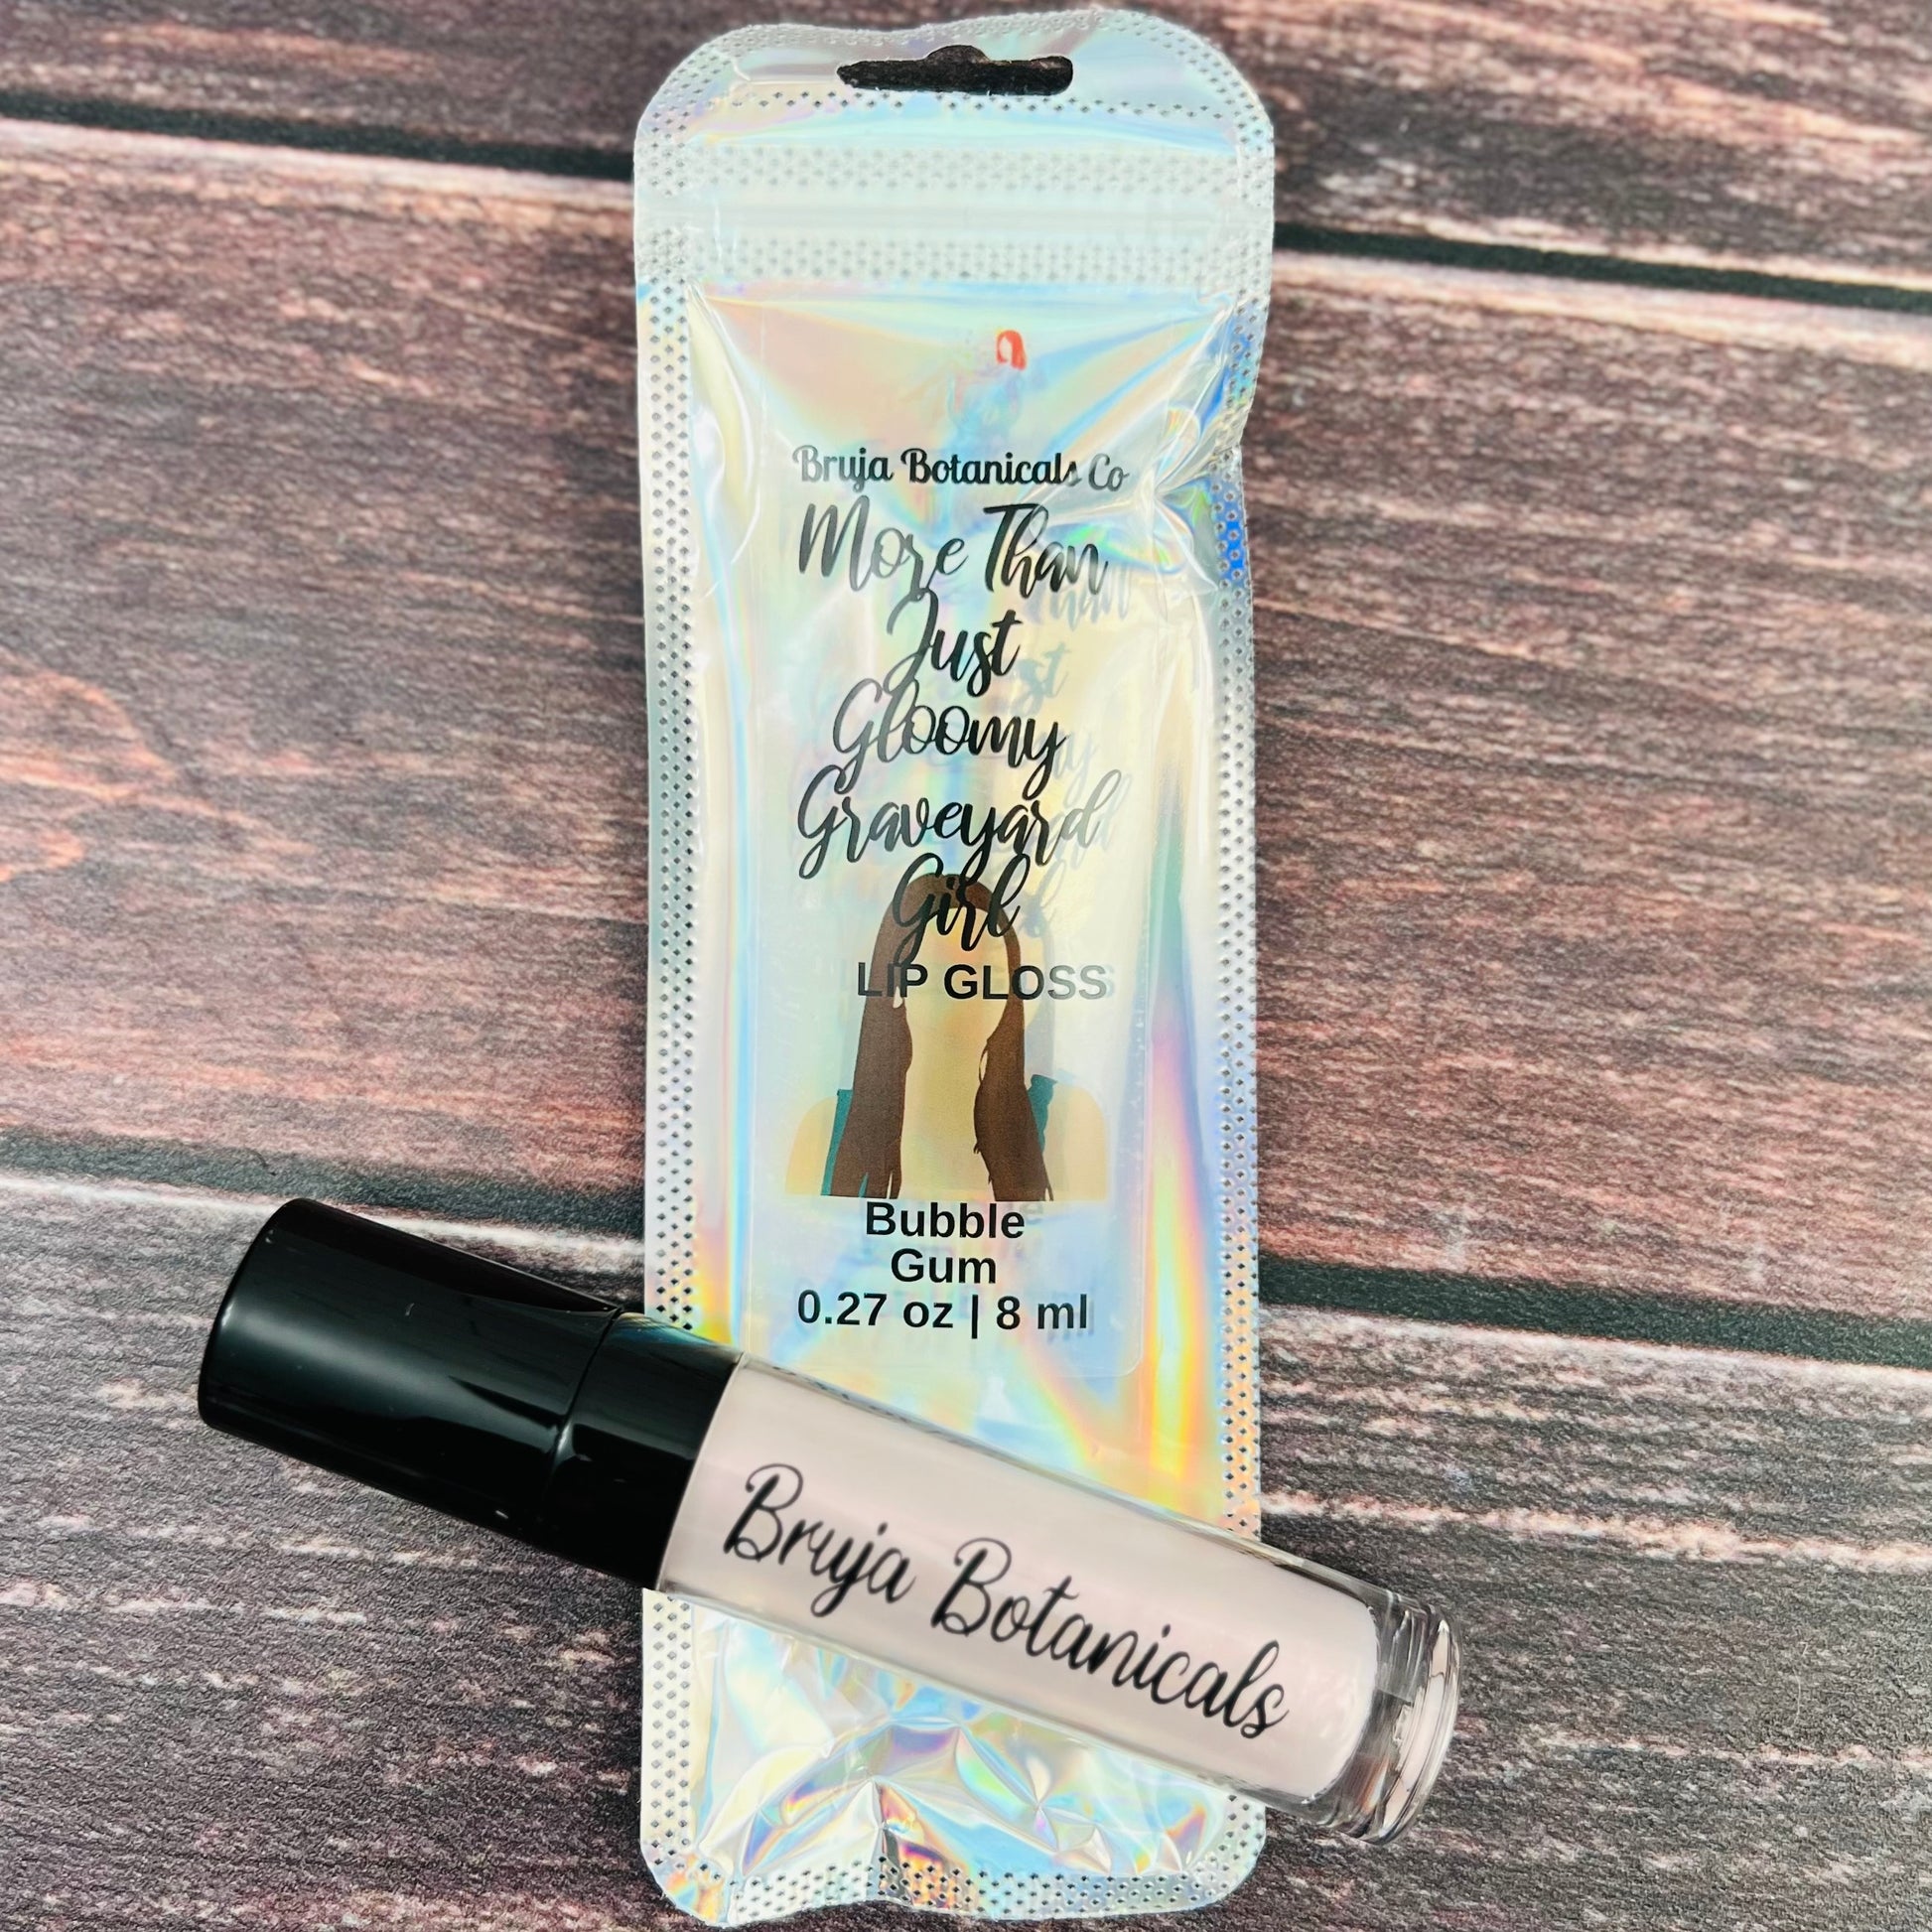 Bruja Botanicals Co
More Than
Just
Gloomy
Graveyard
Girl
LIP GLOSS
Bubble
Gum
0.27 oz | 8 ml
Bruja Botanicals